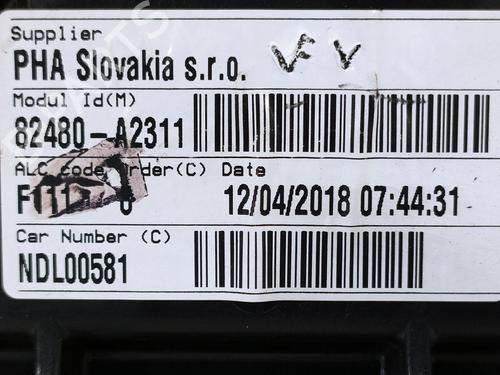 Supplier
PHA Slovakia s.r.o.
VFV
Modul Id(M)
82480-A2311
ALC code Order(C) Date
12/04/2018 07:44:31
Car Number (C)
NDL00581